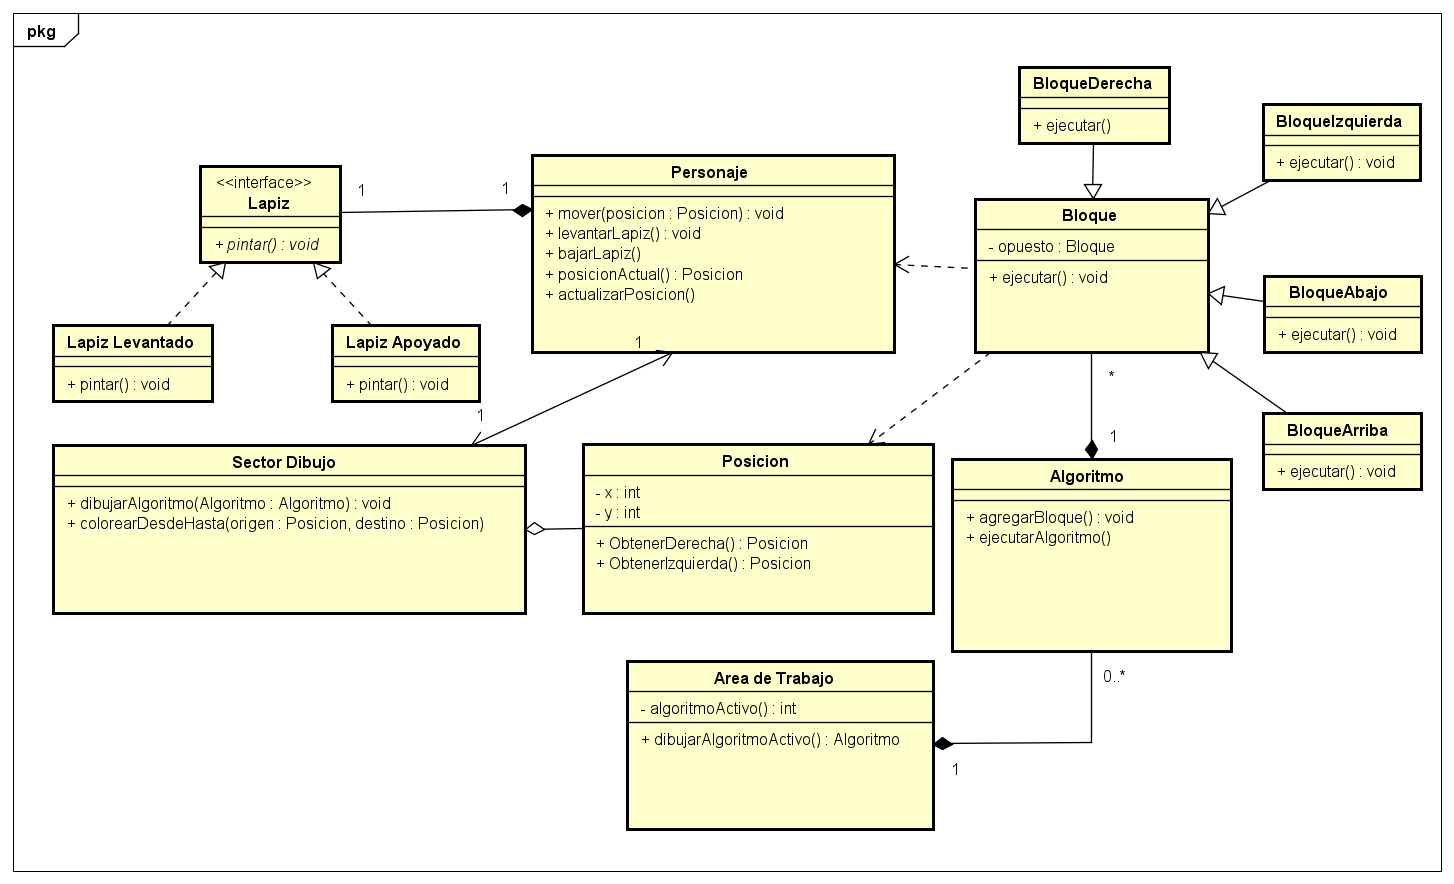 pkg
BloqueDerecha
+ ejecutar()
BloqueIzquierda
+ ejecutar() : void
<<interface>>
Lapiz
+ pintar() : void
1
1
Personaje
+ mover(posicion : Posicion) : void
+ levantarLapiz() : void
+ bajarLapiz()
+ posicionActual() : Posicion
+ actualizarPosicion()
Bloque
- opuesto : Bloque
+ ejecutar() : void
BloqueAbajo
+ ejecutar() : void
Lapiz Levantado
+ pintar() : void
Lapiz Apoyado
+ pintar() : void
1
1
*
1
BloqueArriba
+ ejecutar() : void
Sector Dibujo
+ dibujarAlgoritmo(Algoritmo : Algoritmo) : void
+ colorearDesdeHasta(origen : Posicion, destino : Posicion)
Posicion
- x : int
- y : int
+ ObtenerDerecha() : Posicion
+ ObtenerIzquierda() : Posicion
Algoritmo
+ agregarBloque() : void
+ ejecutarAlgoritmo()
0..*
Area de Trabajo
- algoritmoActivo() : int
+ dibujarAlgoritmoActivo() : Algoritmo
1